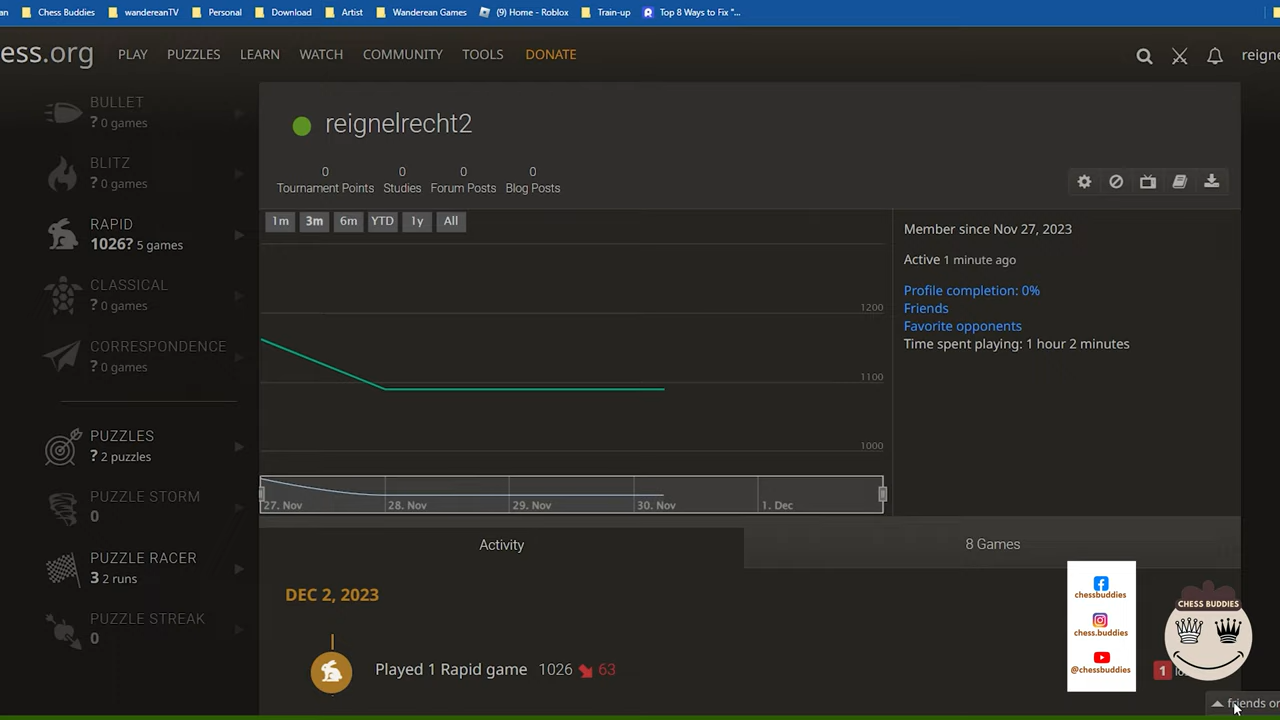 Chess Buddies wandereanTV Personal Download Artist Wanderean Games (9) Home - Roblox Train-up Top 8 Ways to Fix "...
ess.org PLAY PUZZLES LEARN WATCH COMMUNITY TOOLS DONATE
BULLET
? 0 games
BLITZ
? 0 games
RAPID
1026? 5 games
CLASSICAL
? 0 games
CORRESPONDENCE
? 0 games
PUZZLES
? 2 puzzles
PUZZLE STORM
0
PUZZLE RACER
3 2 runs
PUZZLE STREAK
0
reignelrecht2
0 0 0 0
Tournament Points Studies Forum Posts Blog Posts
1m 3m 6m YTD 1y All
1200
1100
1000
27. Nov 28. Nov 29. Nov 30. Nov 1. Dec
Member since Nov 27, 2023
Active 1 minute ago
Profile completion: 0%
Friends
Favorite opponents
Time spent playing: 1 hour 2 minutes
Activity 8 Games
DEC 2, 2023
Played 1 Rapid game 1026 63
1
chessbuddies
chess.buddies
@chessbuddies
CHESS BUDDIES
friends